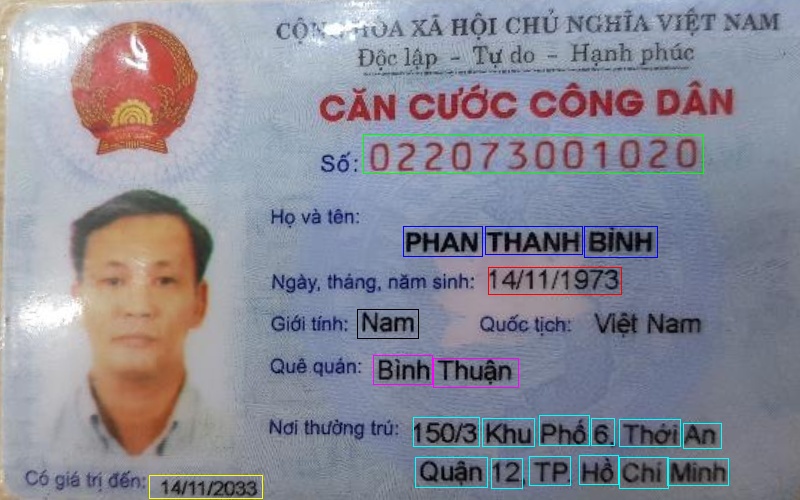 CỘNG HÒA XÃ HỘI CHỦ NGHĨA VIỆT NAM
Độc lập - Tự do - Hạnh phúc
CĂN CƯỚC CÔNG DÂN
Số: 022073001020
Họ và tên:
PHAN THANH BÌNH
Ngày, tháng, năm sinh: 14/11/1973
Giới tính: Nam Quốc tịch: Việt Nam
Quê quán: Bình Thuận
Nơi thường trú: 150/3 Khu Phố 6, Thới An
Quận 12, TP. Hồ Chí Minh
Có giá trị đến: 14/11/2033